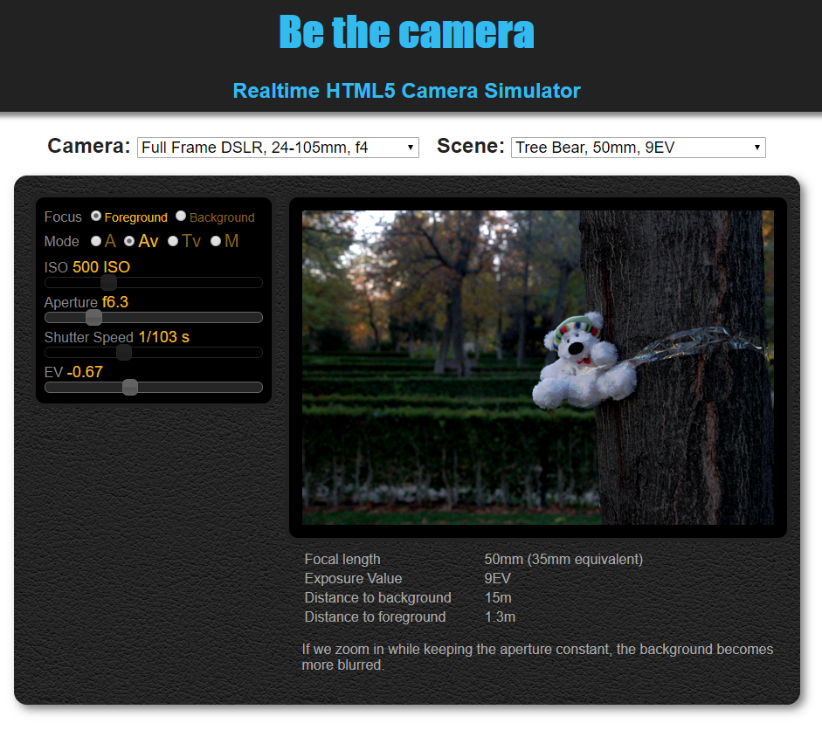 Be the camera
Realtime HTML5 Camera Simulator
Camera: Full Frame DSLR, 24-105mm, f4 Scene: Tree Bear, 50mm, 9EV
Focus Foreground Background
Mode A Av Tv M
ISO 500 ISO
Aperture f6.3
Shutter Speed 1/103 s
EV -0.67
Focal length 50mm (35mm equivalent)
Exposure Value 9EV
Distance to background 15m
Distance to foreground 1.3m
If we zoom in while keeping the aperture constant, the background becomes
more blurred.